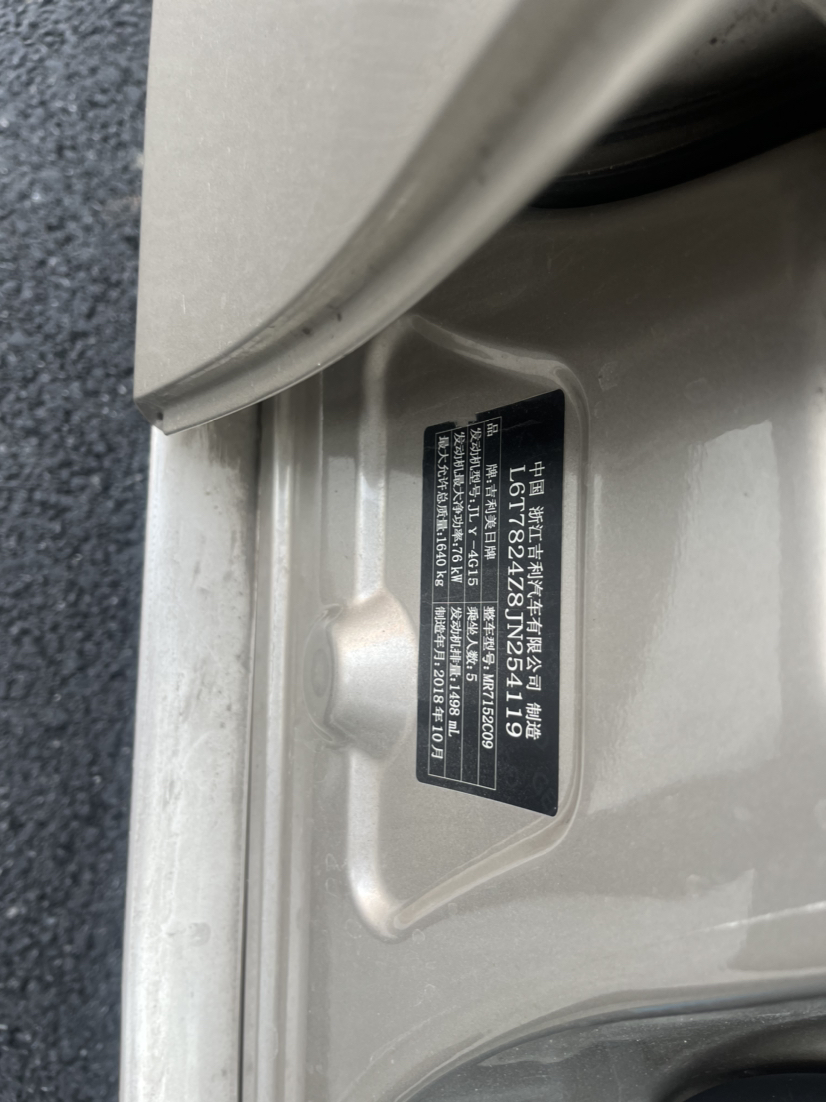 中国 浙江吉利汽车有限公司 制造
L6T7824Z8JN254119
品 牌:吉利美日牌 整车型号:MR7152C09
发动机型号:JLγ-4G15 乘坐人数:5
发动机最大净功率:76 kW 发动机排量:1498 mL
最大允许总质量:1640 kg 制造年月:2018年10月